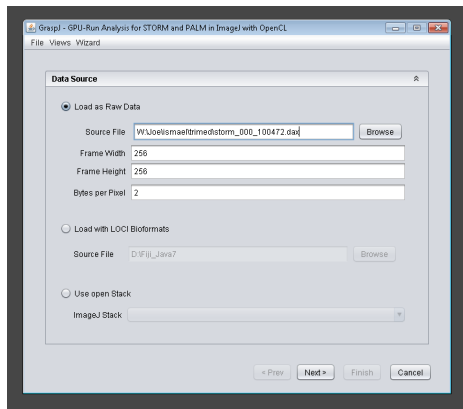 GraspJ - GPU-Run Analysis for STORM and PALM in ImageJ with OpenCL
File Views Wizard
Data Source
Load as Raw Data
Source File W:\Joe\ismael\trimed\storm_000_100472.dax Browse
Frame Width 256
Frame Height 256
Bytes per Pixel 2
Load with LOCI Bioformats
Source File D:\Fiji_Java7 Browse
Use open Stack
ImageJ Stack
< Prev Next » Finish Cancel